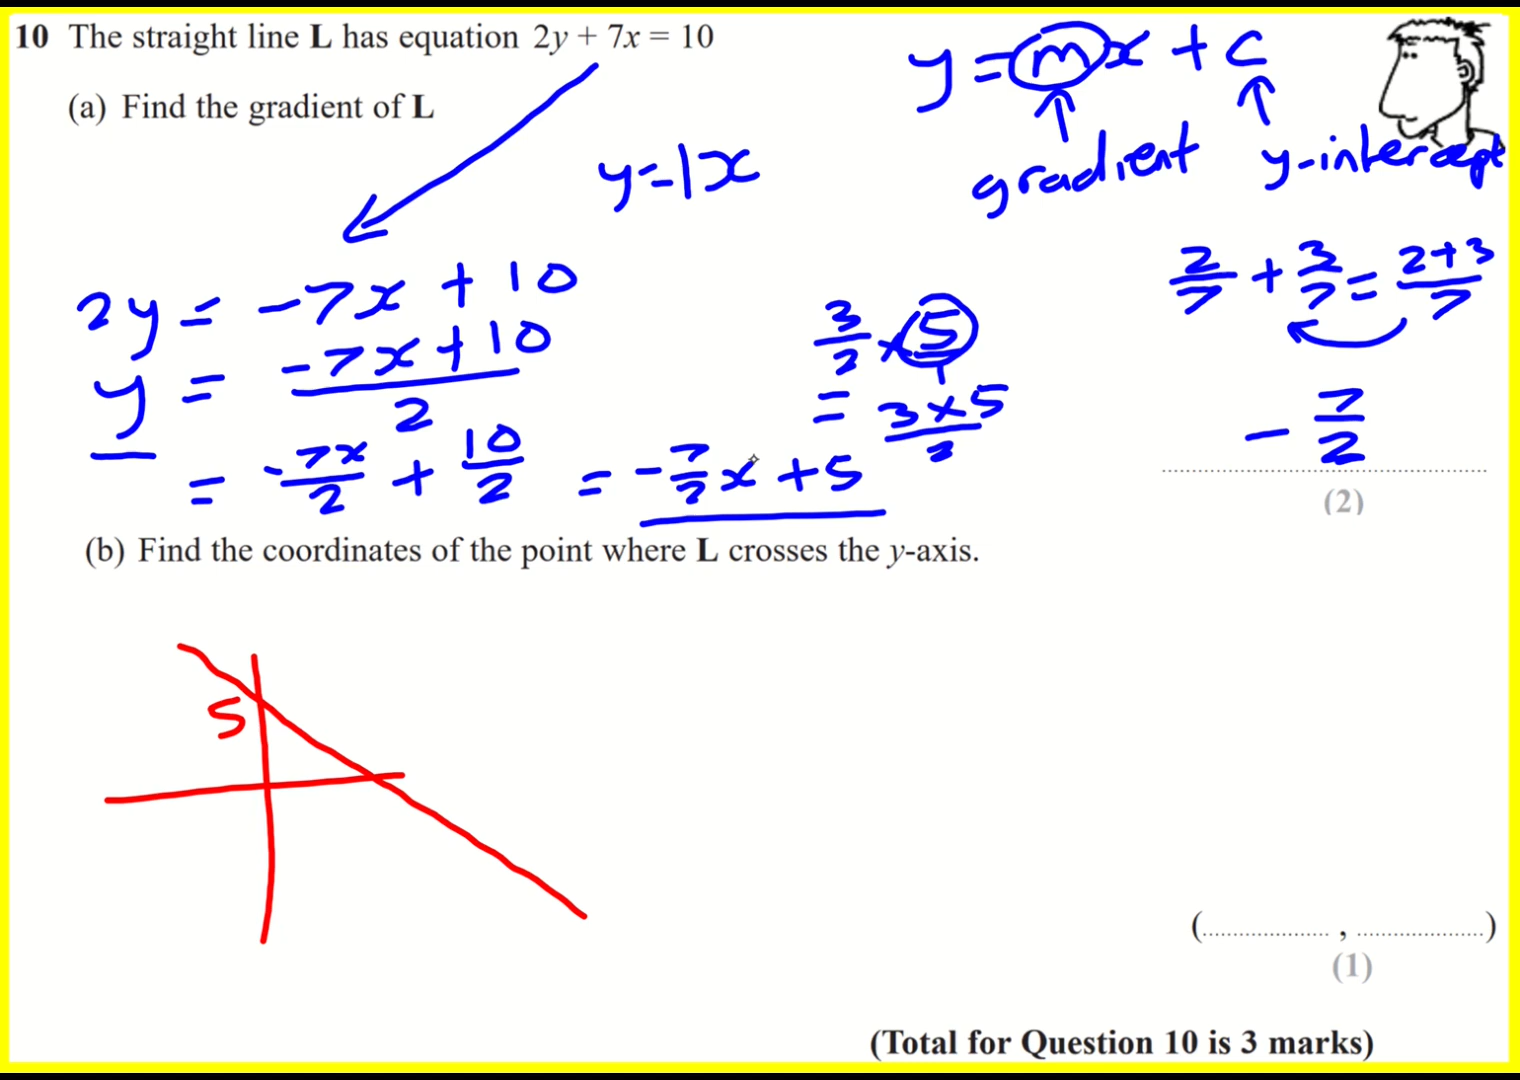 10 The straight line L has equation 2y + 7x = 10
y = mx + c
(a) Find the gradient of L
gradient y-intercept
y=1x
2/7 + 3/7 = 2+3/7
2y = -7x + 10
y = -7x+10/2
3/2 × 5/1
= 3×5/2
= -7x/2 + 10/2 = -7/2x + 5
- 7/2
(2)
(b) Find the coordinates of the point where L crosses the y-axis.
5
(.................... , ....................)
(1)
(Total for Question 10 is 3 marks)